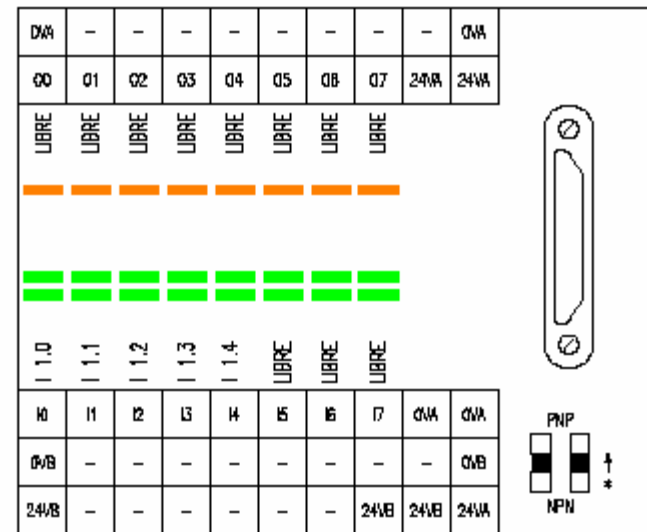 0VA - - - - - - - - 0VA
O0 O1 O2 O3 O4 O5 O6 O7 24VA 24VA
LIBRE LIBRE LIBRE LIBRE LIBRE LIBRE LIBRE LIBRE
I 1.0 I 1.1 I 1.2 I 1.3 I 1.4 LIBRE LIBRE LIBRE
I0 I1 I2 I3 I4 I5 I6 I7 0VA 0VA
PNP
0VB - - - - - - - - 0VB
*
NPN
24VB - - - - - - 24VB 24VB 24VA